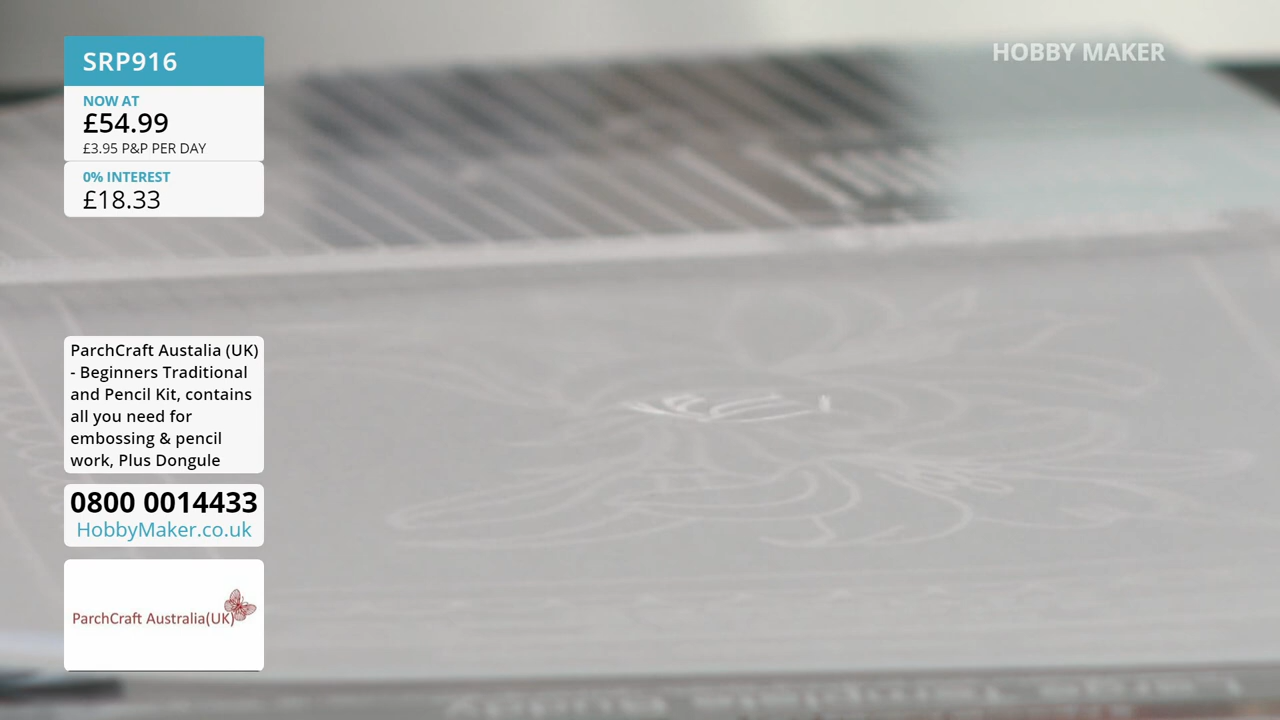 SRP916
HOBBY MAKER
NOW AT
£54.99
£3.95 P&P PER DAY
0% INTEREST
£18.33
ParchCraft Austalia (UK)
- Beginners Traditional
and Pencil Kit, contains
all you need for
embossing & pencil
work, Plus Dongule
0800 0014433
HobbyMaker.co.uk
ParchCraft Australia(UK)